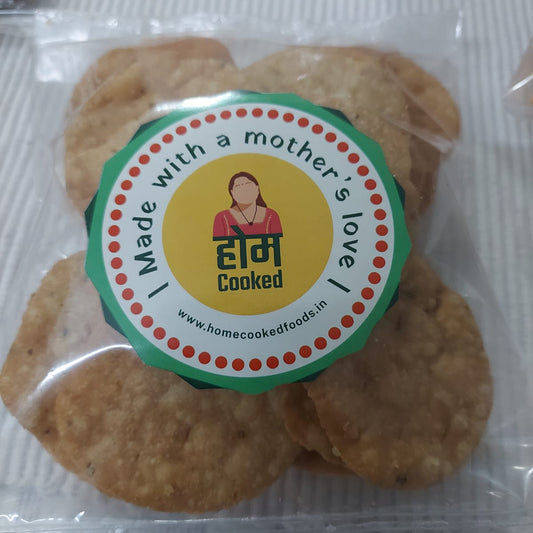 | Made with a mother's love |
होम
Cooked
www.homecookedfoods.in